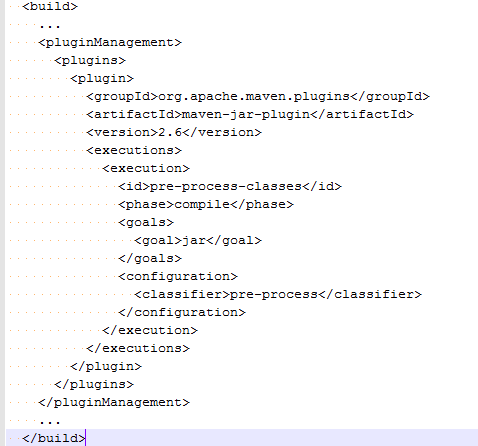 <build>
...
<pluginManagement>
<plugins>
<plugin>
<groupId>org.apache.maven.plugins</groupId>
<artifactId>maven-jar-plugin</artifactId>
<version>2.6</version>
<executions>
<execution>
<id>pre-process-classes</id>
<phase>compile</phase>
<goals>
<goal>jar</goal>
</goals>
<configuration>
<classifier>pre-process</classifier>
</configuration>
</execution>
</executions>
</plugin>
</plugins>
</pluginManagement>
...
</build>